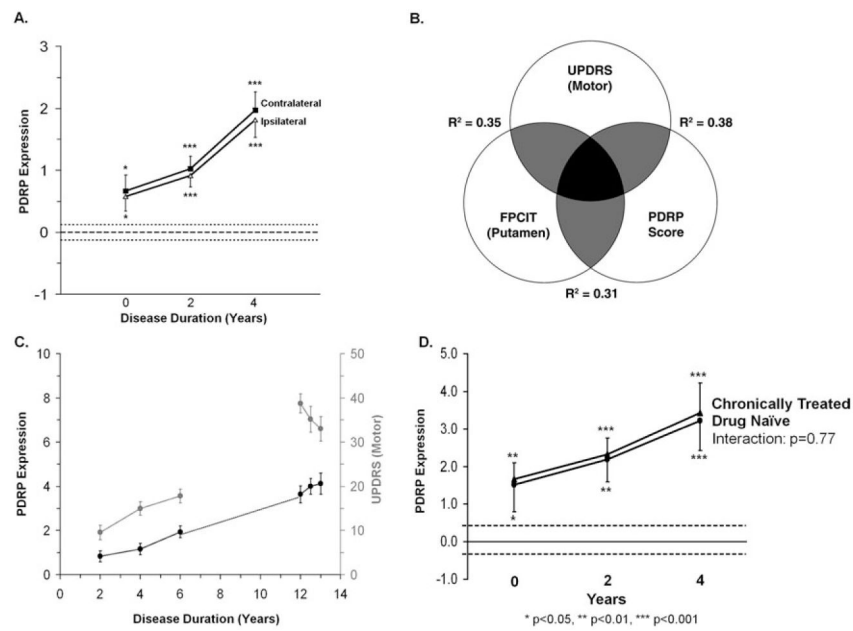 A.
3
2
1
0
-1
PDRP Expression
***
Contralateral
Ipsilateral
***
***
***
*
*
0 2 4
Disease Duration (Years)
B.
UPDRS
(Motor)
R² = 0.35
R² = 0.38
FPCIT
(Putamen)
PDRP
Score
R² = 0.31
C.
10
8
6
4
2
0
PDRP Expression
50
40
30
20
10
0
UPDRS (Motor)
0 2 4 6 8 10 12 14
Disease Duration (Years)
D.
5.0
4.0
3.0
2.0
1.0
0.0
-1.0
PDRP Expression
***
Chronically Treated
Drug Naïve
Interaction: p=0.77
***
***
**
**
*
0 2 4
Years
* p<0.05, ** p<0.01, *** p<0.001